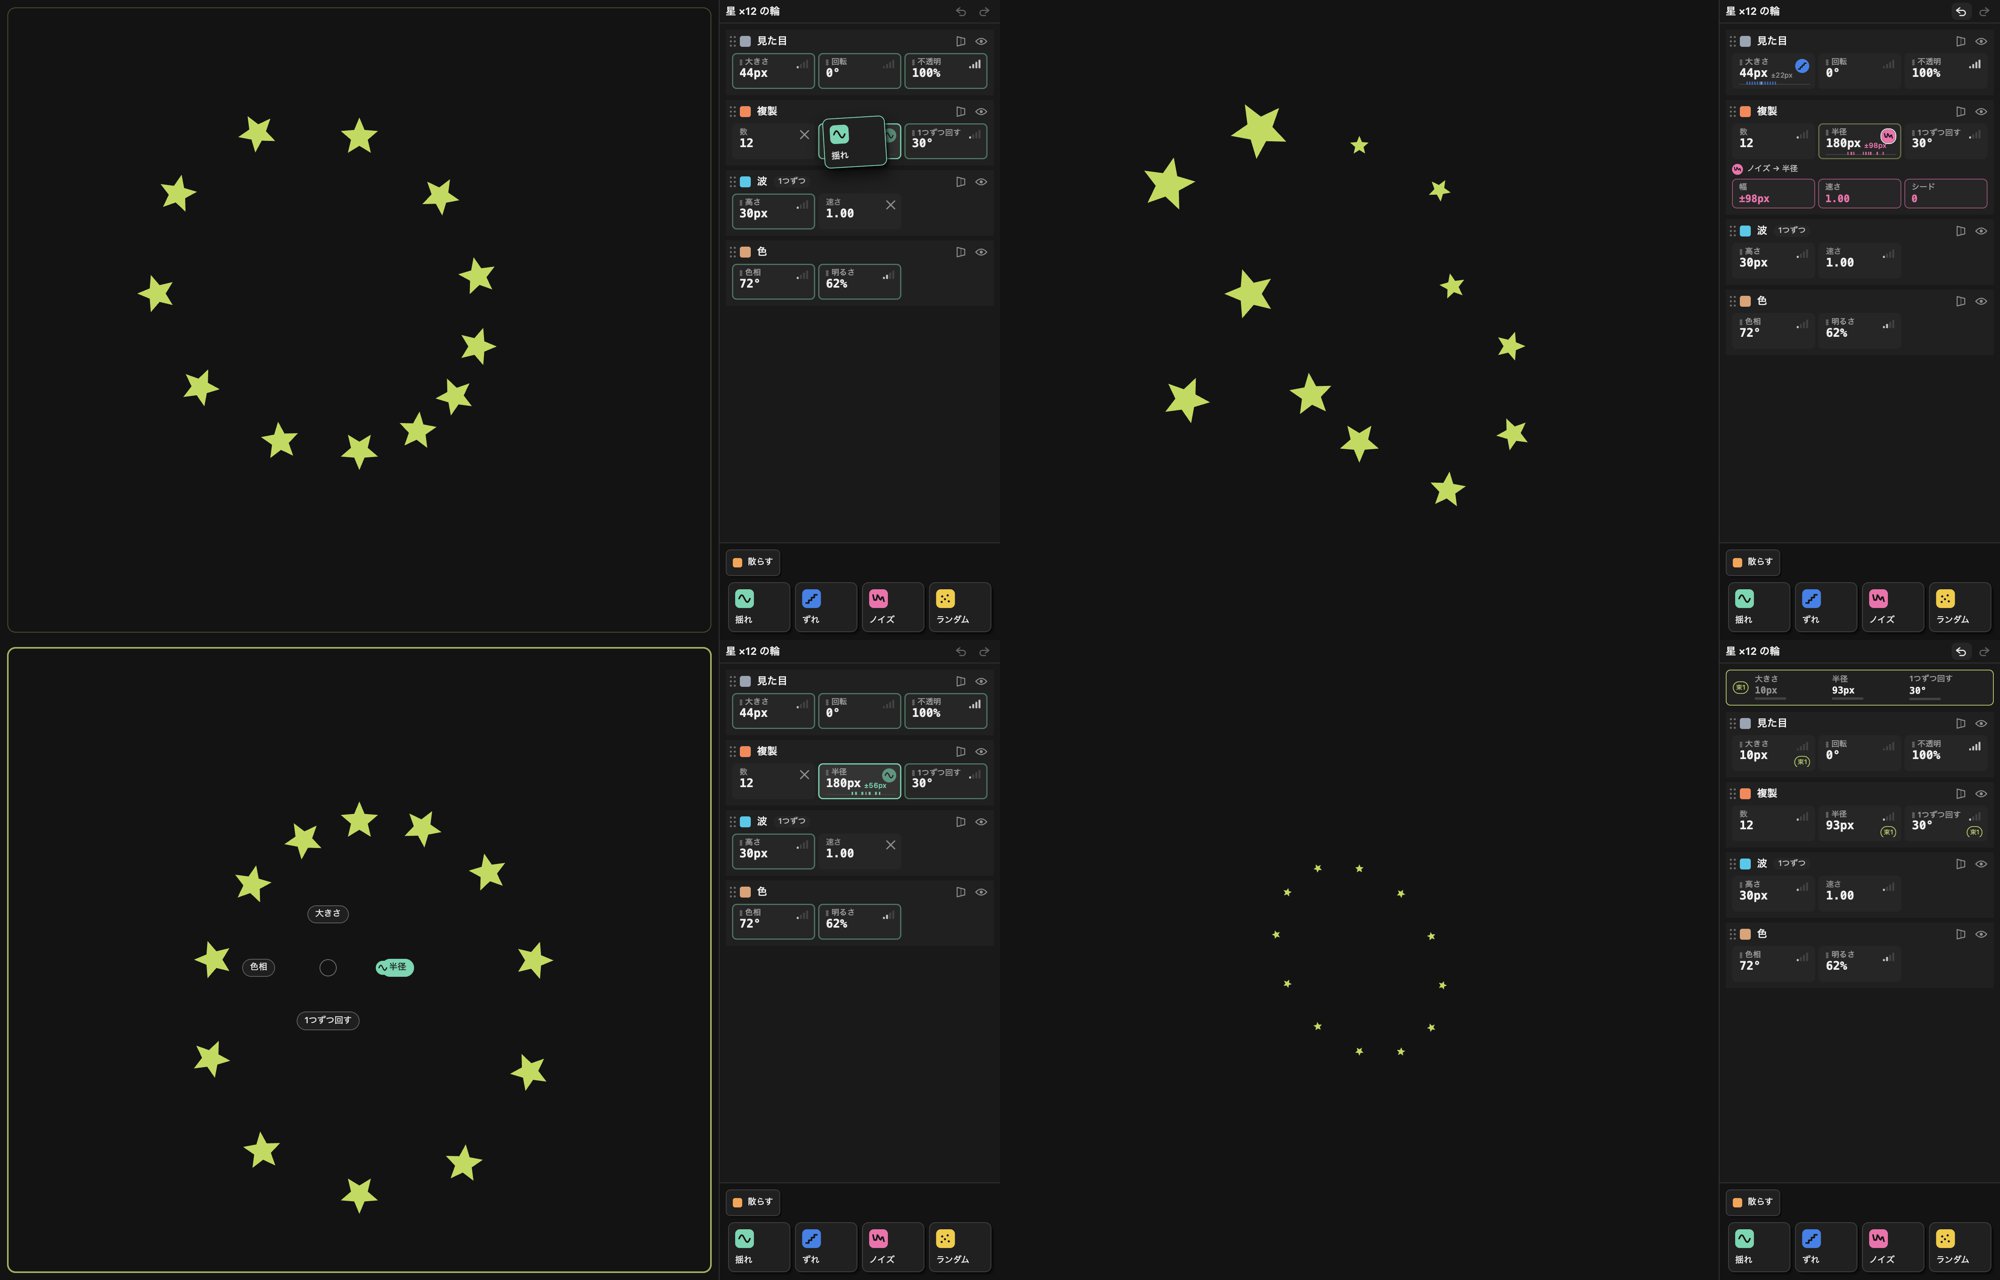 星 ×12 の輪
見た目
大きさ 回転 不透明
44px 0° 100%
複製
数 1つずつ回す
12 30°
揺れ
波 1つずつ
高さ 速さ
30px 1.00
色
色相 明るさ
72° 62%
散らす
揺れ ずれ ノイズ ランダム
星 ×12 の輪
見た目
大きさ 回転 不透明
44px ±22px 0° 100%
複製
数 半径 1つずつ回す
12 180px ±98px 30°
ノイズ → 半径
幅 速さ シード
±98px 1.00 0
波 1つずつ
高さ 速さ
30px 1.00
色
色相 明るさ
72° 62%
散らす
揺れ ずれ ノイズ ランダム
大きさ
色相 半径
1つずつ回す
星 ×12 の輪
見た目
大きさ 回転 不透明
44px 0° 100%
複製
数 半径 1つずつ回す
12 180px ±56px 30°
波 1つずつ
高さ 速さ
30px 1.00
色
色相 明るさ
72° 62%
散らす
揺れ ずれ ノイズ ランダム
星 ×12 の輪
束1 大きさ 半径 1つずつ回す
10px 93px 30°
見た目
大きさ 回転 不透明
10px 束1 0° 100%
複製
数 半径 1つずつ回す
12 93px 束1 30° 束1
波 1つずつ
高さ 速さ
30px 1.00
色
色相 明るさ
72° 62%
散らす
揺れ ずれ ノイズ ランダム